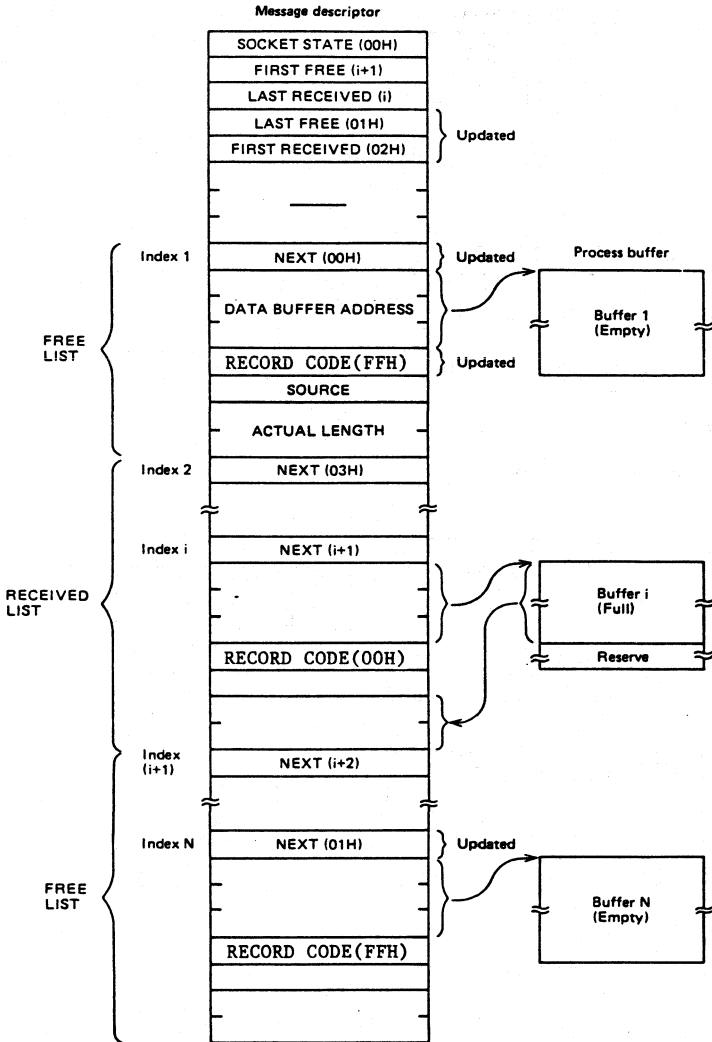 Message descriptor
SOCKET STATE (00H)
FIRST FREE (i+1)
LAST RECEIVED (i)
LAST FREE (01H)
FIRST RECEIVED (02H)
Updated
Index 1
NEXT (00H)
Updated
Process buffer
DATA BUFFER ADDRESS
Buffer 1
(Empty)
FREE
LIST
RECORD CODE(FFH)
Updated
SOURCE
ACTUAL LENGTH
Index 2
NEXT (03H)
Index i
NEXT (i+1)
RECEIVED
LIST
Buffer i
(Full)
RECORD CODE(00H)
Reserve
Index
(i+1)
NEXT (i+2)
Index N
NEXT (01H)
Updated
FREE
LIST
Buffer N
(Empty)
RECORD CODE(FFH)